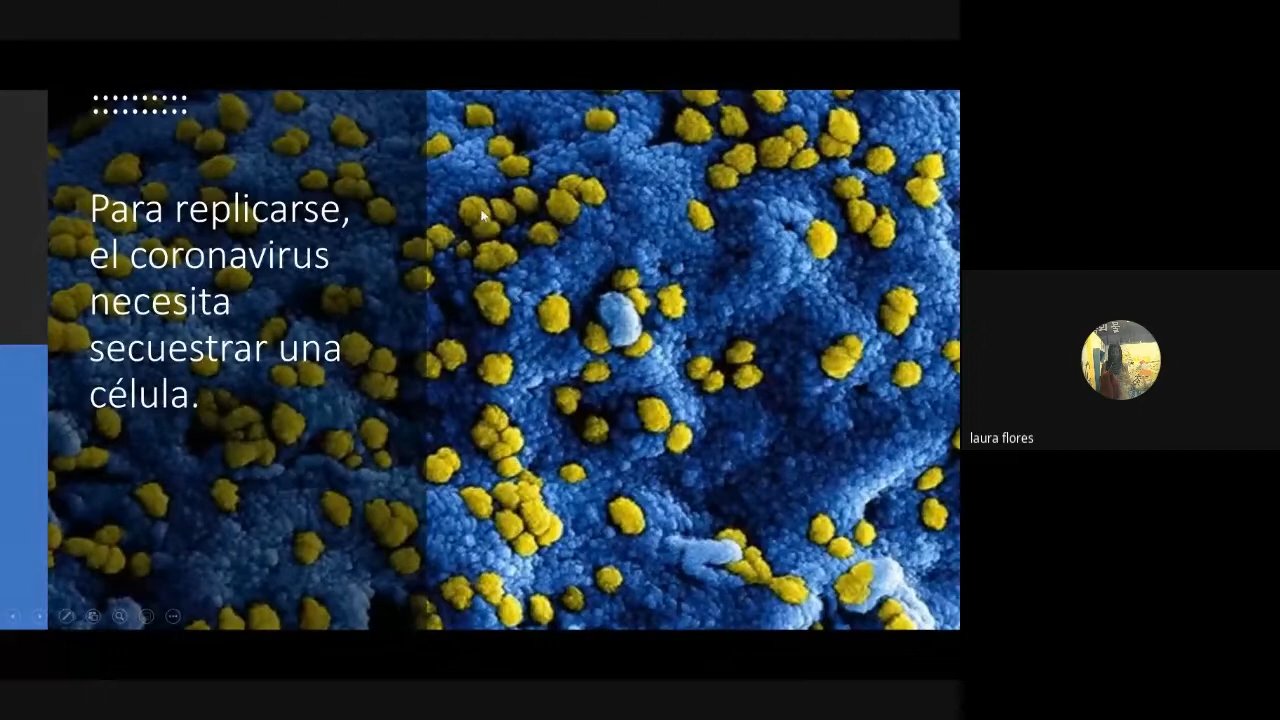 Para replicarse,
el coronavirus
necesita
secuestrar una
célula.
laura flores